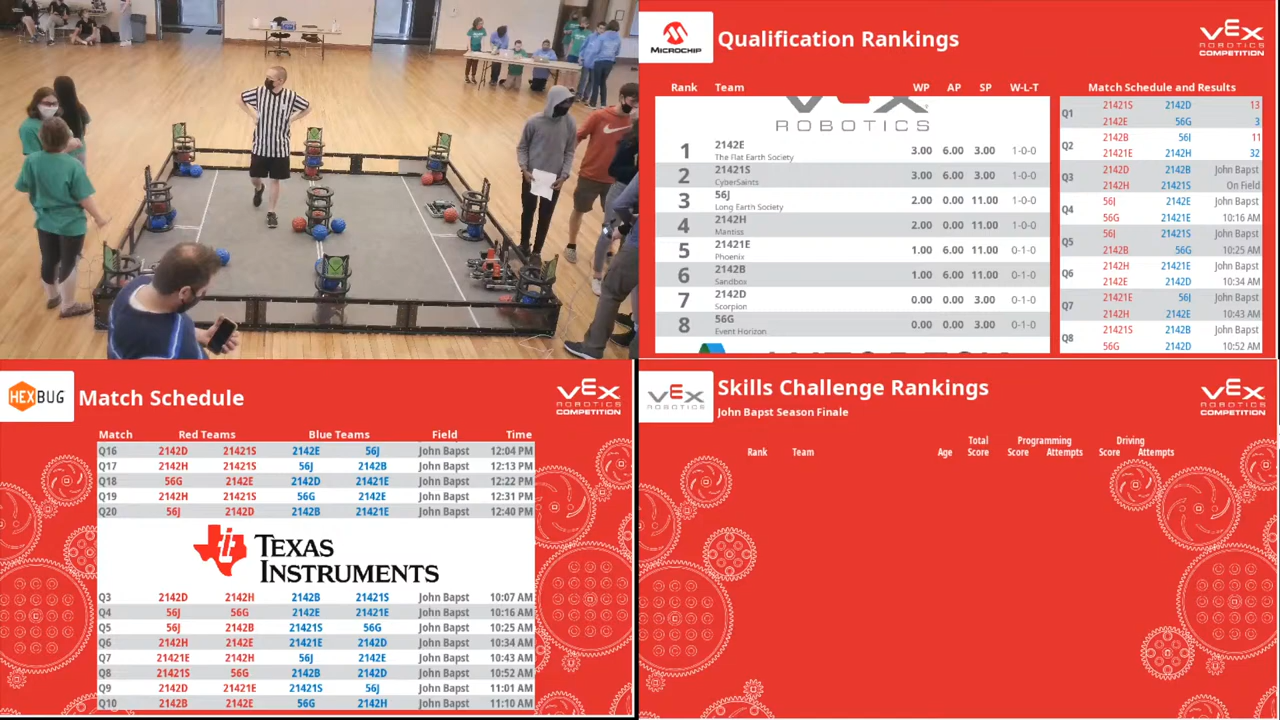 MICROCHIP
Qualification Rankings
VEX
ROBOTICS
COMPETITION
Rank Team WP AP SP W-L-T
ROBOTICS
1 2142E 3.00 6.00 3.00 1-0-0
The Flat Earth Society
2 21421S 3.00 6.00 3.00 1-0-0
CyberSaints
3 56J 2.00 0.00 11.00 1-0-0
Long Earth Society
4 2142H 2.00 0.00 11.00 1-0-0
Mantiss
5 21421E 1.00 6.00 11.00 0-1-0
Phoenix
6 2142B 1.00 6.00 11.00 0-1-0
Sandbox
7 2142D 0.00 0.00 3.00 0-1-0
Scorpion
8 56G 0.00 0.00 3.00 0-1-0
Event Horizon
Match Schedule and Results
Q1 21421S 2142D 13
2142E 56G 3
Q2 2142B 56J 11
21421E 2142H 32
Q3 2142D 2142B John Bapst
2142H 21421S On Field
Q4 56J 2142E John Bapst
56G 21421E 10:16 AM
Q5 56J 21421S John Bapst
2142B 56G 10:25 AM
Q6 2142H 21421E John Bapst
2142E 2142D 10:34 AM
Q7 21421E 56J John Bapst
2142H 2142E 10:43 AM
Q8 21421S 2142B John Bapst
56G 2142D 10:52 AM
HEXBUG
Match Schedule
VEX
ROBOTICS
COMPETITION
Match Red Teams Blue Teams Field Time
Q16 2142D 21421S 2142E 56J John Bapst 12:04 PM
Q17 2142H 21421S 56J 2142B John Bapst 12:13 PM
Q18 56G 2142E 2142D 21421E John Bapst 12:22 PM
Q19 2142H 21421S 56G 2142E John Bapst 12:31 PM
Q20 56J 2142D 2142B 21421E John Bapst 12:40 PM
TEXAS
INSTRUMENTS
Q3 2142D 2142H 2142B 21421S John Bapst 10:07 AM
Q4 56J 56G 2142E 21421E John Bapst 10:16 AM
Q5 56J 2142B 21421S 56G John Bapst 10:25 AM
Q6 2142H 2142E 21421E 2142D John Bapst 10:34 AM
Q7 21421E 2142H 56J 2142E John Bapst 10:43 AM
Q8 21421S 56G 2142B 2142D John Bapst 10:52 AM
Q9 2142D 21421E 21421S 56J John Bapst 11:01 AM
Q10 2142B 2142E 56G 2142H John Bapst 11:10 AM
VEX
ROBOTICS
Skills Challenge Rankings
John Bapst Season Finale
VEX
ROBOTICS
COMPETITION
Total Programming Driving
Rank Team Age Score Score Attempts Score Attempts